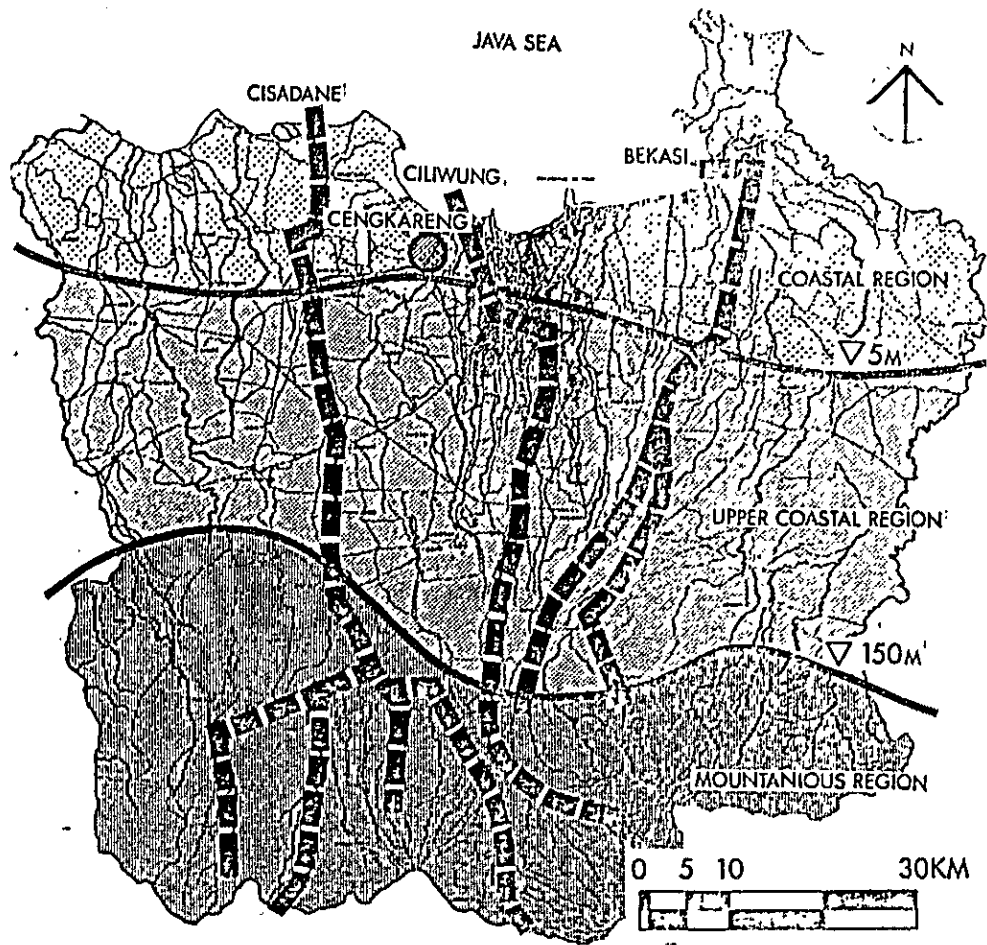 JAVA SEA
N
CISADANE
BEKASI
CILIWUNG
CENGKARENG
COASTAL REGION
▽ 5M
UPPER COASTAL REGION
▽ 150M
MOUNTANIOUS REGION
0 5 10 30KM